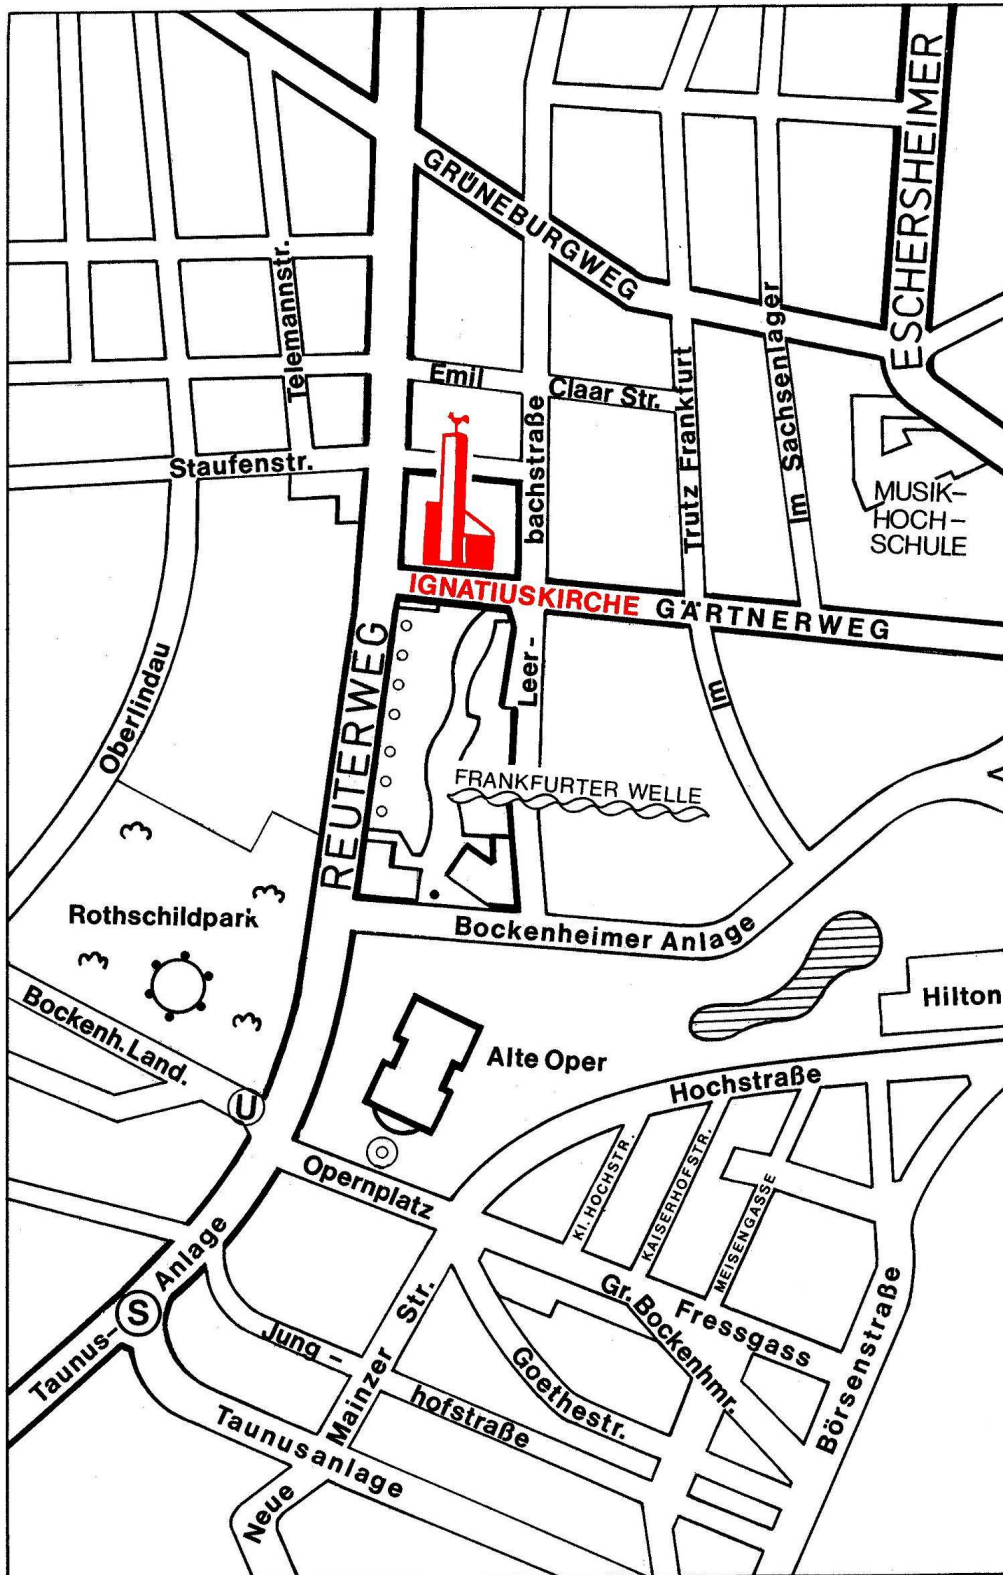 ESCHERSHEIMER
GRÜNEBURGWEG
Telemannstr.
Emil
Claar Str.
Im Sachsenlager
Trutz Frankfurt
Staufenstr.
bachstraße
MUSIK-
HOCH-
SCHULE
IGNATIUSKIRCHE
GÄRTNERWEG
Leer-
Im
Oberlindau
REUTERWEG
FRANKFURTER WELLE
Rothschildpark
Bockenheimer Anlage
Hilton
Bockenh. Land.
Alte Oper
Hochstraße
U
Opernplatz
Kl. HOCHSTR.
KAISERHOFSTR.
MEISENGASSE
Taunus-
S
Anlage
Gr. Bockenhmr.
Fressgass
Börsenstraße
Jung-
hofstraße
Goethestr.
Neue
Mainzer
Str.
Taunusanlage